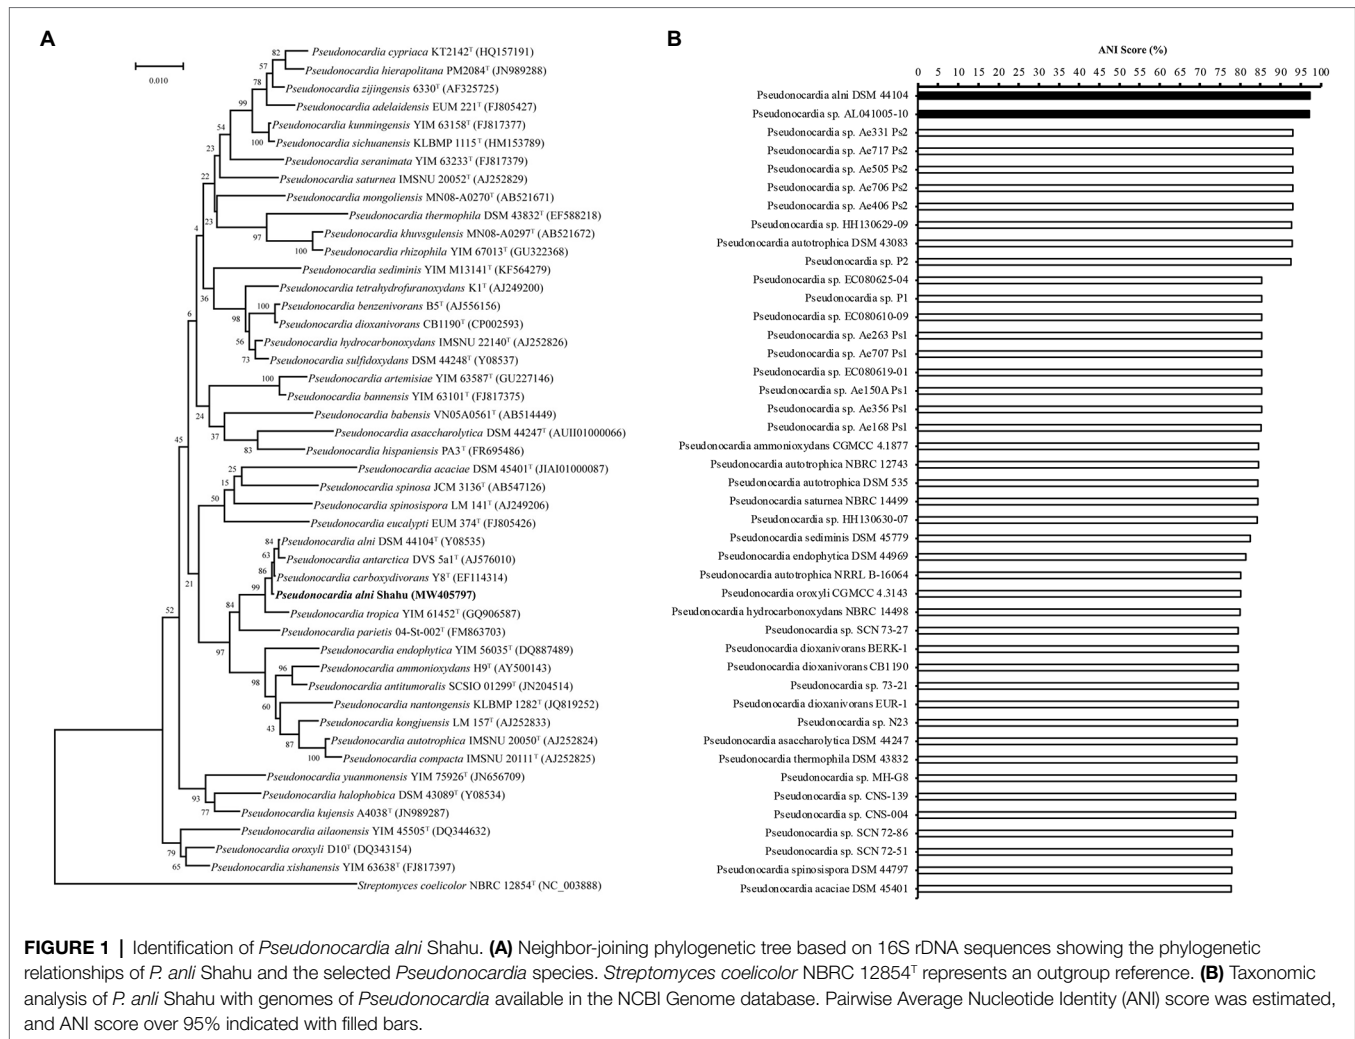 A
0.010
Pseudonocardia cypriaca KT2142ᵀ (HQ157191)
Pseudonocardia hierapolitana PM2084ᵀ (JN989288)
Pseudonocardia zijingensis 6330ᵀ (AF325725)
Pseudonocardia adelaidensis EUM 221ᵀ (FJ805427)
Pseudonocardia kunmingensis YIM 63158ᵀ (FJ817377)
Pseudonocardia sichuanensis KLBMP 1115ᵀ (HM153789)
Pseudonocardia seranimata YIM 63233ᵀ (FJ817379)
Pseudonocardia saturnea IMSNU 20052ᵀ (AJ252829)
Pseudonocardia mongoliensis MN08-A0270ᵀ (AB521671)
Pseudonocardia thermophila DSM 43832ᵀ (EF588218)
Pseudonocardia khuvsgulensis MN08-A0297ᵀ (AB521672)
Pseudonocardia rhizophila YIM 67013ᵀ (GU322368)
Pseudonocardia sediminis YIM M13141ᵀ (KF564279)
Pseudonocardia tetrahydrofuranoxydans K1ᵀ (AJ249200)
Pseudonocardia benzenivorans B5ᵀ (AJ556156)
Pseudonocardia dioxanivorans CB1190ᵀ (CP002593)
Pseudonocardia hydrocarbonoxydans IMSNU 22140ᵀ (AJ252826)
Pseudonocardia sulfidoxydans DSM 44248ᵀ (Y08537)
Pseudonocardia artemisiae YIM 63587ᵀ (GU227146)
Pseudonocardia bannensis YIM 63101ᵀ (FJ817375)
Pseudonocardia babensis VN05A0561ᵀ (AB514449)
Pseudonocardia asaccharolytica DSM 44247ᵀ (AUII01000066)
Pseudonocardia hispaniensis PA3ᵀ (FR695486)
Pseudonocardia acaciae DSM 45401ᵀ (JIAI01000087)
Pseudonocardia spinosa JCM 3136ᵀ (AB547126)
Pseudonocardia spinosispora LM 141ᵀ (AJ249206)
Pseudonocardia eucalypti EUM 374ᵀ (FJ805426)
Pseudonocardia alni DSM 44104ᵀ (Y08535)
Pseudonocardia antarctica DVS 5a1ᵀ (AJ576010)
Pseudonocardia carboxydivorans Y8ᵀ (EF114314)
Pseudonocardia alni Shahu (MW405797)
Pseudonocardia tropica YIM 61452ᵀ (GQ906587)
Pseudonocardia parietis 04-St-002ᵀ (FM863703)
Pseudonocardia endophytica YIM 56035ᵀ (DQ887489)
Pseudonocardia ammonioxydans H9ᵀ (AY500143)
Pseudonocardia antitumoralis SCSIO 01299ᵀ (JN204514)
Pseudonocardia nantongensis KLBMP 1282ᵀ (JQ819252)
Pseudonocardia kongjuensis LM 157ᵀ (AJ252833)
Pseudonocardia autotrophica IMSNU 20050ᵀ (AJ252824)
Pseudonocardia compacta IMSNU 20111ᵀ (AJ252825)
Pseudonocardia yuanmonensis YIM 75926ᵀ (JN656709)
Pseudonocardia halophobica DSM 43089ᵀ (Y08534)
Pseudonocardia kujensis A4038ᵀ (JN989287)
Pseudonocardia ailaonensis YIM 45505ᵀ (DQ344632)
Pseudonocardia oroxyli D10ᵀ (DQ343154)
Pseudonocardia xishanensis YIM 63638ᵀ (FJ817397)
Streptomyces coelicolor NBRC 12854ᵀ (NC_003888)
82
57
78
99
100
54
23
22
23
97
100
4
36
98
100
56
73
6
100
24
37
83
45
25
15
50
84
63
86
99
84
21
97
96
98
60
43
87
100
52
93
77
79
65
B
ANI Score (%)
0 5 10 15 20 25 30 35 40 45 50 55 60 65 70 75 80 85 90 95 100
Pseudonocardia alni DSM 44104
Pseudonocardia sp. AL041005-10
Pseudonocardia sp. Ae331 Ps2
Pseudonocardia sp. Ae717 Ps2
Pseudonocardia sp. Ae505 Ps2
Pseudonocardia sp. Ae706 Ps2
Pseudonocardia sp. Ae406 Ps2
Pseudonocardia sp. HH130629-09
Pseudonocardia autotrophica DSM 43083
Pseudonocardia sp. P2
Pseudonocardia sp. EC080625-04
Pseudonocardia sp. P1
Pseudonocardia sp. EC080610-09
Pseudonocardia sp. Ae263 Ps1
Pseudonocardia sp. Ae707 Ps1
Pseudonocardia sp. EC080619-01
Pseudonocardia sp. Ae150A Ps1
Pseudonocardia sp. Ae356 Ps1
Pseudonocardia sp. Ae168 Ps1
Pseudonocardia ammonioxydans CGMCC 4.1877
Pseudonocardia autotrophica NBRC 12743
Pseudonocardia autotrophica DSM 535
Pseudonocardia saturnea NBRC 14499
Pseudonocardia sp. HH130630-07
Pseudonocardia sediminis DSM 45779
Pseudonocardia endophytica DSM 44969
Pseudonocardia autotrophica NRRL B-16064
Pseudonocardia oroxyli CGMCC 4.3143
Pseudonocardia hydrocarbonoxydans NBRC 14498
Pseudonocardia sp. SCN 73-27
Pseudonocardia dioxanivorans BERK-1
Pseudonocardia dioxanivorans CB1190
Pseudonocardia sp. 73-21
Pseudonocardia dioxanivorans EUR-1
Pseudonocardia sp. N23
Pseudonocardia asaccharolytica DSM 44247
Pseudonocardia thermophila DSM 43832
Pseudonocardia sp. MH-G8
Pseudonocardia sp. CNS-139
Pseudonocardia sp. CNS-004
Pseudonocardia sp. SCN 72-86
Pseudonocardia sp. SCN 72-51
Pseudonocardia spinosispora DSM 44797
Pseudonocardia acaciae DSM 45401
FIGURE 1 | Identification of Pseudonocardia alni Shahu. (A) Neighbor-joining phylogenetic tree based on 16S rDNA sequences showing the phylogenetic
relationships of P. anli Shahu and the selected Pseudonocardia species. Streptomyces coelicolor NBRC 12854ᵀ represents an outgroup reference. (B) Taxonomic
analysis of P. anli Shahu with genomes of Pseudonocardia available in the NCBI Genome database. Pairwise Average Nucleotide Identity (ANI) score was estimated,
and ANI score over 95% indicated with filled bars.